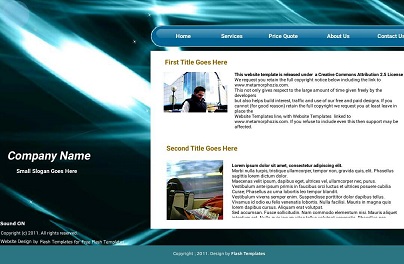 Home Services Price Quote About Us Contact Us
First Title Goes Here
This website template is released under a Creative Commons Attribution 2.5 License
We request you retain the full copyright notice below including the link to
www.metamorphozis.com.
This not only gives respect to the large amount of time given freely by the
developers
but also helps build interest, traffic and use of our free and paid designs. If you
cannot (for good reason) retain the full copyright we request you at least leave in
place the
Website Templates line, with Website Templates linked to
www.metamorphozis.com. If you refuse to include even this then support may be
affected.
Company Name
Small Slogan Goes Here
Second Title Goes Here
Lorem ipsum dolor sit amet, consectetur adipiscing elit.
Morbi nulla turpis, tristique ullamcorper, tempor non, gravida quis, elit. Phasellus
sagittis lorem dictum dolor.
Maecenas velit ipsum, dapibus eget, ultrices vel, ullamcorper nec, purus.
Vestibulum ante ipsum primis in faucibus orci luctus et ultrices posuere cubilia
Curae; Phasellus ac urna lobortis leo tempor blandit.
Vestibulum viverra semper enim. Suspendisse porttitor dolor dapibus tellus.
Vivamus id odio eu felis venenatis lobortis. Nulla facilisi. Mauris in magna quis
lorem dapibus cursus. Aliquam erat volutpat.
Sed accumsan. Fusce sollicitudin. Nam commodo elementum nisi. Mauris aliquet
Sound ON
Copyright (c) 2011. All rights reserved.
Website Design by Flash Templates for Free Flash Templates
Copyright , 2011. Design by Flash Templates